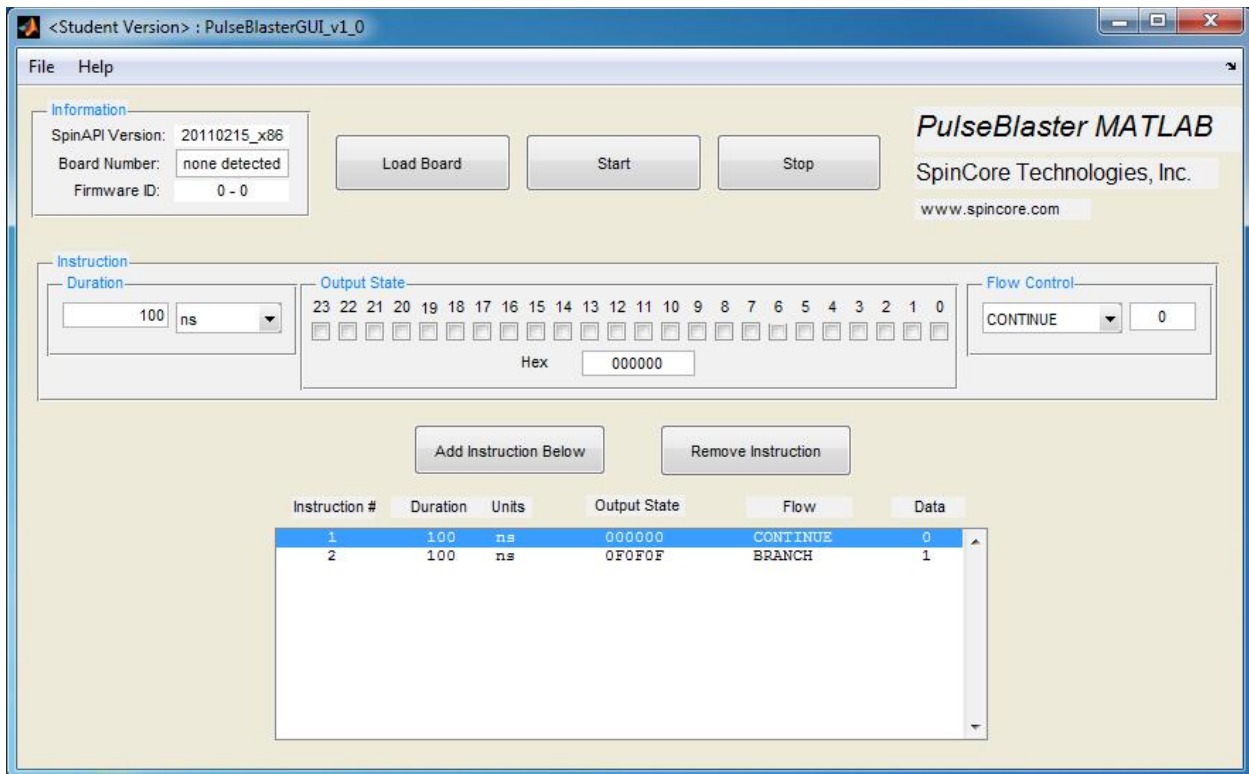 <Student Version> : PulseBlasterGUI_v1_0
File Help
Information
SpinAPI Version: 20110215_x86
Board Number: none detected
Firmware ID: 0 - 0
Load Board Start Stop
PulseBlaster MATLAB
SpinCore Technologies, Inc.
www.spincore.com
Instruction
Duration
100 ns
Output State
23 22 21 20 19 18 17 16 15 14 13 12 11 10 9 8 7 6 5 4 3 2 1 0
Hex 000000
Flow Control
CONTINUE 0
Add Instruction Below Remove Instruction
Instruction # Duration Units Output State Flow Data
1 100 ns 000000 CONTINUE 0
2 100 ns 0F0F0F BRANCH 1